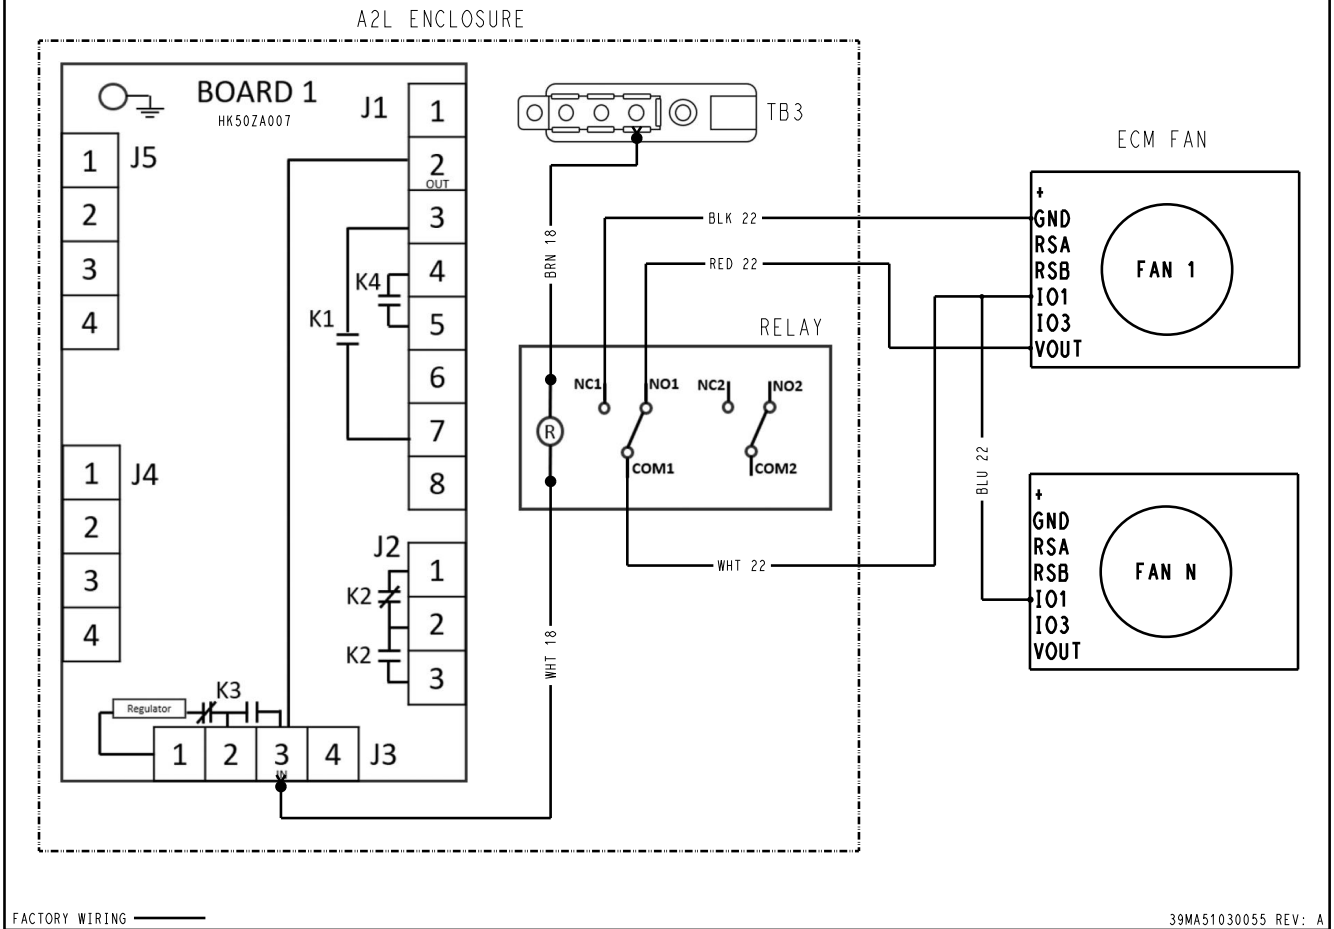 A2L ENCLOSURE
BOARD 1
HK50ZA007
J1
1
2
OUT
3
4
5
6
7
8
K4
K1
J5
1
2
3
4
J4
1
2
3
4
J2
1
2
3
K2
K2
K3
Regulator
1
2
3
IN
4
J3
TB3
BRN 18
WHT 18
BLK 22
RED 22
WHT 22
BLU 22
RELAY
R
NC1
NO1
COM1
NC2
NO2
COM2
ECM FAN
+
GND
RSA
RSB
IO1
IO3
VOUT
FAN 1
+
GND
RSA
RSB
IO1
IO3
VOUT
FAN N
FACTORY WIRING
39MA51030055 REV: A